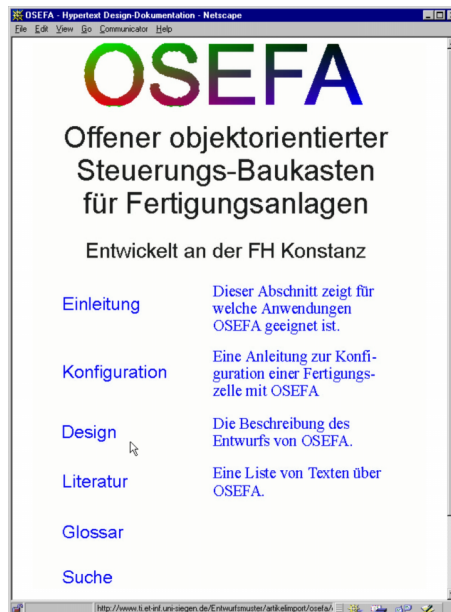 OSEFA - Hypertext Design-Dokumentation - Netscape
File Edit View Go Communicator Help
OSEFA
Offener objektorientierter
Steuerungs-Baukasten
für Fertigungsanlagen
Entwickelt an der FH Konstanz
Einleitung
Dieser Abschnitt zeigt für
welche Anwendungen
OSEFA geeignet ist.
Konfiguration
Eine Anleitung zur Konfi-
guration einer Fertigungs-
zelle mit OSEFA
Design
Die Beschreibung des
Entwurfs von OSEFA.
Literatur
Eine Liste von Texten über
OSEFA.
Glossar
Suche
http://www.ti.et-inf.uni-siegen.de/Entwurfsmuster/artikelimport/osefa/